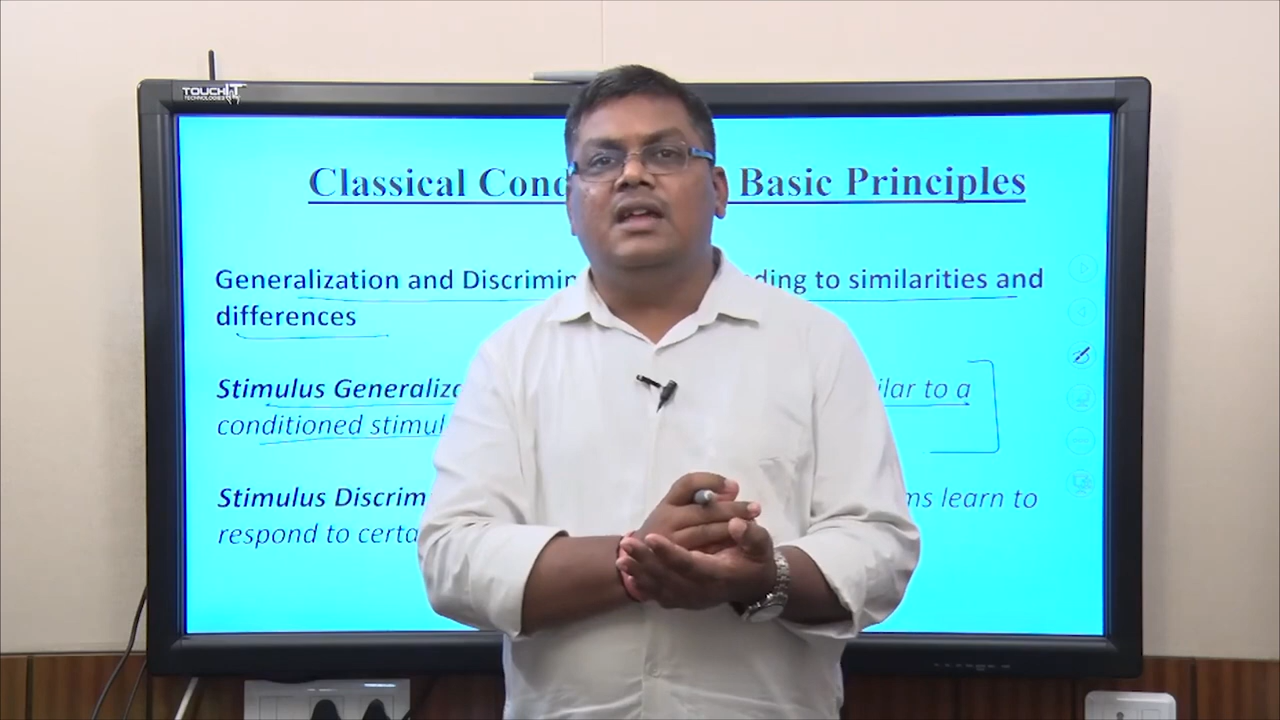 TOUCHIT
TECHNOLOGIES
Classical Cond Basic Principles
Generalization and Discrimin ding to similarities and
differences
Stimulus Generaliza ilar to a
conditioned stimul
Stimulus Discrim ms learn to
respond to certa